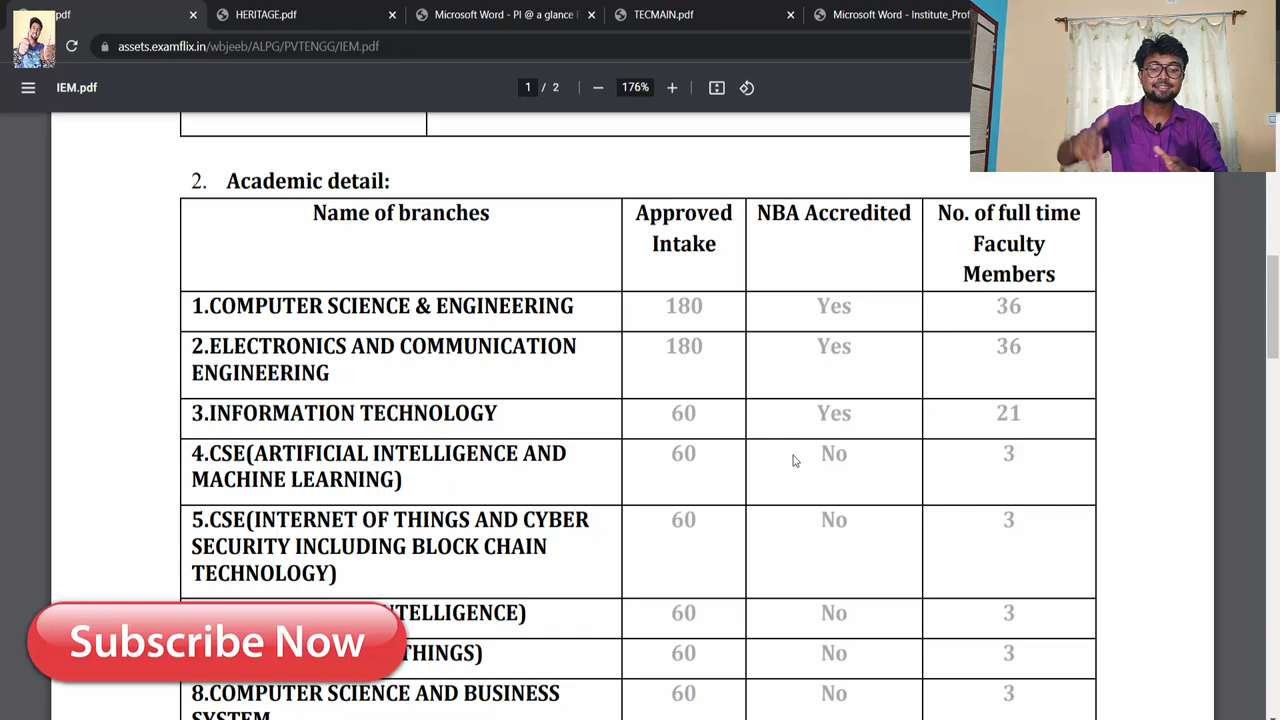 pdf
HERITAGE.pdf
Microsoft Word - PI @ a glance
TECMAIN.pdf
Microsoft Word - Institute_Prof
assets.examflix.in/wbjeeb/ALPG/PVTENGG/IEM.pdf
IEM.pdf
1 / 2
176%
2. Academic detail:
Name of branches
Approved
Intake
NBA Accredited
No. of full time
Faculty
Members
1.COMPUTER SCIENCE & ENGINEERING 180 Yes 36
2.ELECTRONICS AND COMMUNICATION 180 Yes 36
ENGINEERING
3.INFORMATION TECHNOLOGY 60 Yes 21
4.CSE(ARTIFICIAL INTELLIGENCE AND 60 No 3
MACHINE LEARNING)
5.CSE(INTERNET OF THINGS AND CYBER 60 No 3
SECURITY INCLUDING BLOCK CHAIN
TECHNOLOGY)
NTELLIGENCE) 60 No 3
THINGS) 60 No 3
8.COMPUTER SCIENCE AND BUSINESS 60 No 3
SYSTEM
Subscribe Now